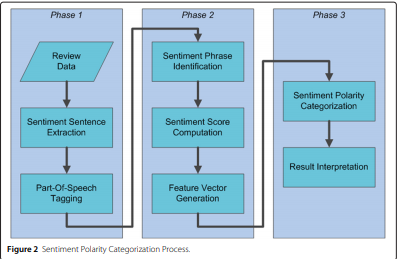 Phase 1
Review
Data
Sentiment Sentence
Extraction
Part-Of-Speech
Tagging
Phase 2
Sentiment Phrase
Identification
Sentiment Score
Computation
Feature Vector
Generation
Phase 3
Sentiment Polarity
Categorization
Result Interpretation
Figure 2 Sentiment Polarity Categorization Process.